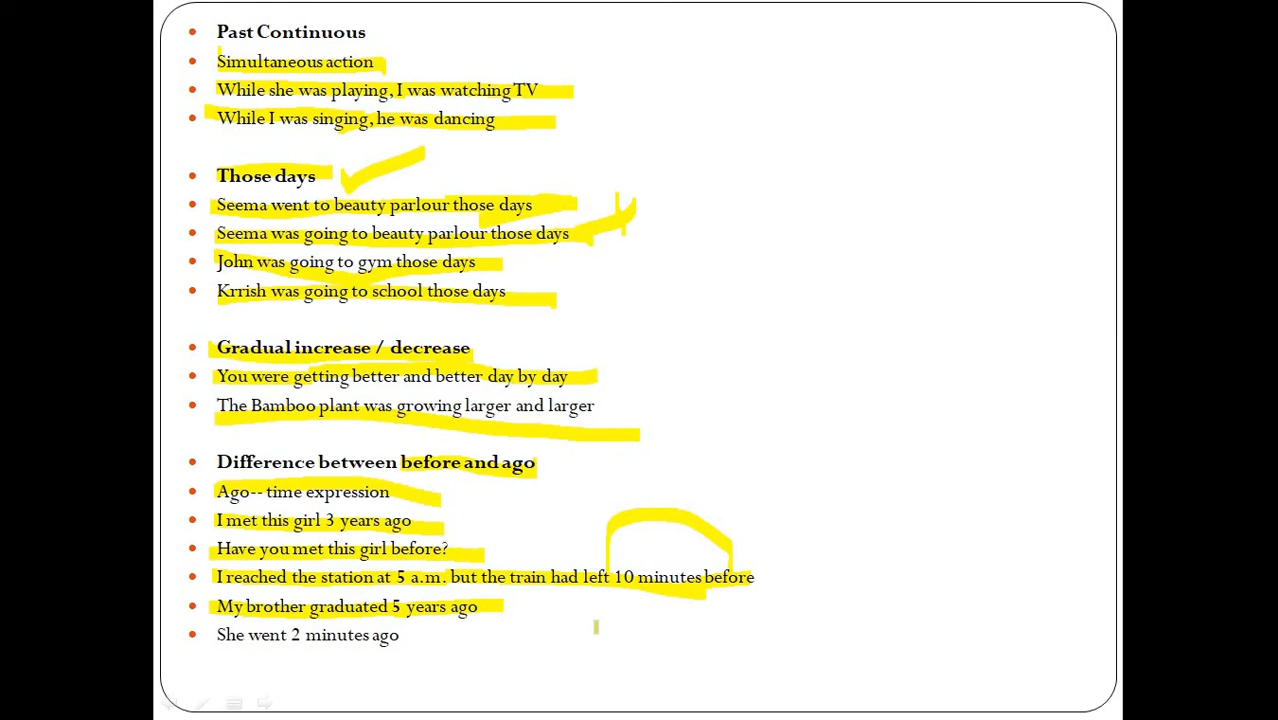 Past Continuous
Simultaneous action
While she was playing, I was watching TV
While I was singing, he was dancing
Those days
Seema went to beauty parlour those days
Seema was going to beauty parlour those days
John was going to gym those days
Krrish was going to school those days
Gradual increase / decrease
You were getting better and better day by day
The Bamboo plant was growing larger and larger
Difference between before and ago
Ago-- time expression
I met this girl 3 years ago
Have you met this girl before?
I reached the station at 5 a.m. but the train had left 10 minutes before
My brother graduated 5 years ago
She went 2 minutes ago